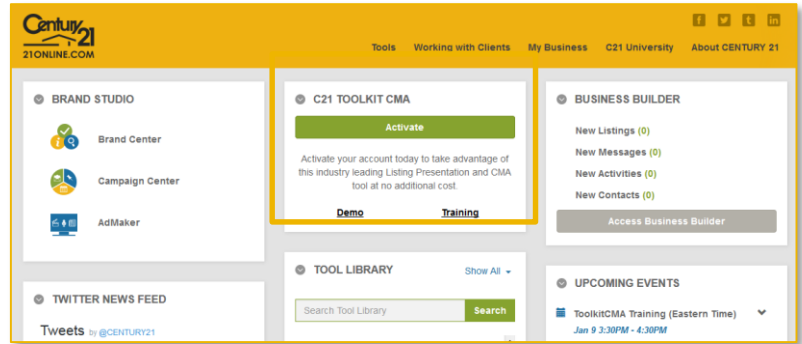 Century 21
21ONLINE.COM
f t in
Tools Working with Clients My Business C21 University About CENTURY 21
BRAND STUDIO
Brand Center
Campaign Center
AdMaker
TWITTER NEWS FEED
Tweets by @CENTURY21
C21 TOOLKIT CMA
Activate
Activate your account today to take advantage of
this industry leading Listing Presentation and CMA
tool at no additional cost.
Demo Training
TOOL LIBRARY Show All
Search Tool Library Search
BUSINESS BUILDER
New Listings (0)
New Messages (0)
New Activities (0)
New Contacts (0)
Access Business Builder
UPCOMING EVENTS
ToolkitCMA Training (Eastern Time)
Jan 9 3:30PM - 4:30PM